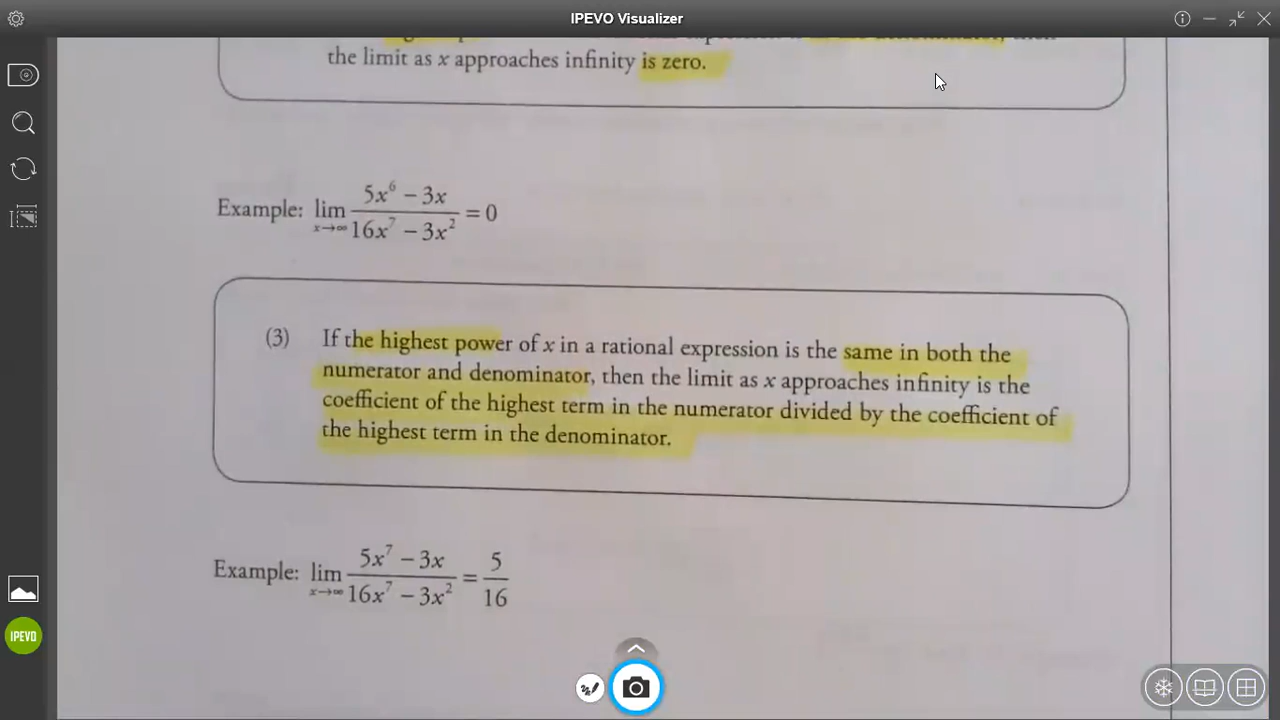 IPEVO Visualizer
the limit as x approaches infinity is zero.
Example: lim x→∞ (5x⁶ − 3x)/(16x⁷ − 3x²) = 0
(3) If the highest power of x in a rational expression is the same in both the
numerator and denominator, then the limit as x approaches infinity is the
coefficient of the highest term in the numerator divided by the coefficient of
the highest term in the denominator.
Example: lim x→∞ (5x⁷ − 3x)/(16x⁷ − 3x²) = 5/16
IPEVO